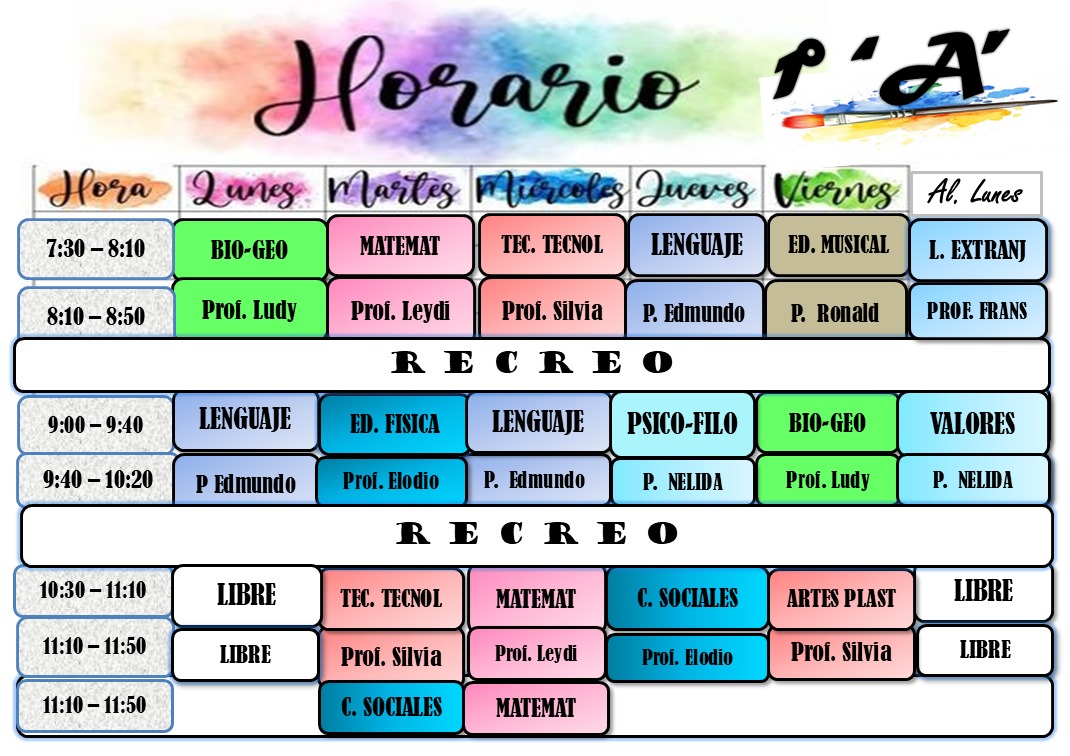 Horario 1° "A"
Hora Lunes Martes Miércoles Jueves Viernes Al. Lunes
7:30 – 8:10 BIO-GEO MATEMAT TEC. TECNOL LENGUAJE ED. MUSICAL L. EXTRANJ
8:10 – 8:50 Prof. Ludy Prof. Leydi Prof. Silvia P. Edmundo P. Ronald PROF. FRANS
R E C R E O
9:00 – 9:40 LENGUAJE ED. FISICA LENGUAJE PSICO-FILO BIO-GEO VALORES
9:40 – 10:20 P Edmundo Prof. Elodio P. Edmundo P. NELIDA Prof. Ludy P. NELIDA
R E C R E O
10:30 – 11:10 LIBRE TEC. TECNOL MATEMAT C. SOCIALES ARTES PLAST LIBRE
11:10 – 11:50 LIBRE Prof. Silvia Prof. Leydi Prof. Elodio Prof. Silvia LIBRE
11:10 – 11:50 C. SOCIALES MATEMAT